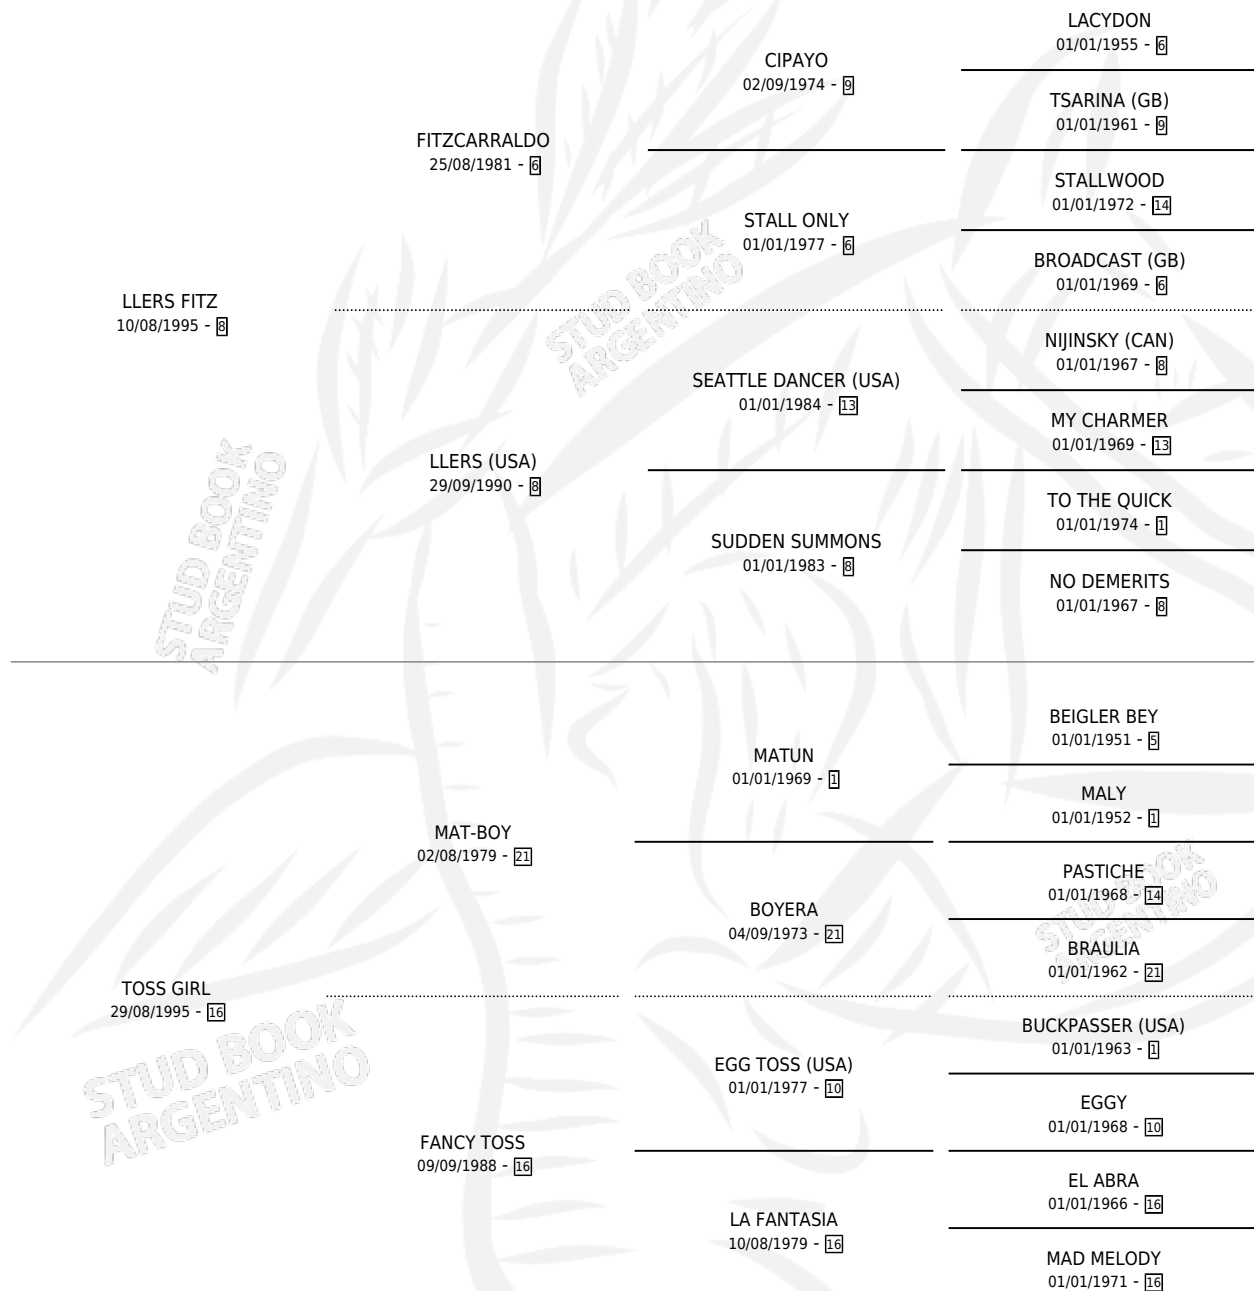 LACYDON
01/01/1955 - 6
CIPAYO
02/09/1974 - 9
TSARINA (GB)
01/01/1961 - 9
FITZCARRALDO
25/08/1981 - 6
STALLWOOD
01/01/1972 - 14
STALL ONLY
01/01/1977 - 6
BROADCAST (GB)
01/01/1969 - 6
LLERS FITZ
10/08/1995 - 8
NIJINSKY (CAN)
01/01/1967 - 8
SEATTLE DANCER (USA)
01/01/1984 - 13
MY CHARMER
01/01/1969 - 13
LLERS (USA)
29/09/1990 - 8
TO THE QUICK
01/01/1974 - 1
SUDDEN SUMMONS
01/01/1983 - 8
NO DEMERITS
01/01/1967 - 8
BEIGLER BEY
01/01/1951 - 5
MATUN
01/01/1969 - 1
MALY
01/01/1952 - 1
MAT-BOY
02/08/1979 - 21
PASTICHE
01/01/1968 - 14
BOYERA
04/09/1973 - 21
BRAULIA
01/01/1962 - 21
TOSS GIRL
29/08/1995 - 16
BUCKPASSER (USA)
01/01/1963 - 1
EGG TOSS (USA)
01/01/1977 - 10
EGGY
01/01/1968 - 10
FANCY TOSS
09/09/1988 - 16
EL ABRA
01/01/1966 - 16
LA FANTASIA
10/08/1979 - 16
MAD MELODY
01/01/1971 - 16
STUD BOOK
ARGENTINO
STUD BOOK
ARGENTINO
STUD BOOK
ARGENTINO
STUD BOOK
ARGENTINO